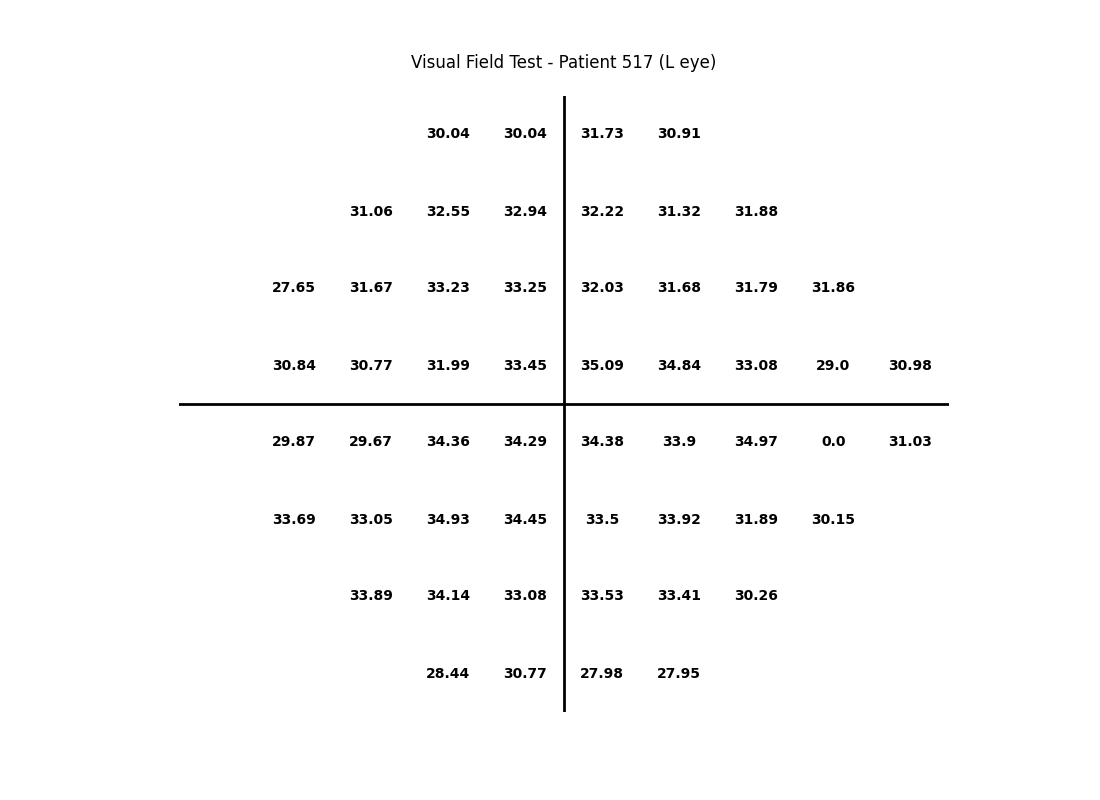 Visual Field Test - Patient 517 (L eye)
30.04 30.04 31.73 30.91
31.06 32.55 32.94 32.22 31.32 31.88
27.65 31.67 33.23 33.25 32.03 31.68 31.79 31.86
30.84 30.77 31.99 33.45 35.09 34.84 33.08 29.0 30.98
29.87 29.67 34.36 34.29 34.38 33.9 34.97 0.0 31.03
33.69 33.05 34.93 34.45 33.5 33.92 31.89 30.15
33.89 34.14 33.08 33.53 33.41 30.26
28.44 30.77 27.98 27.95